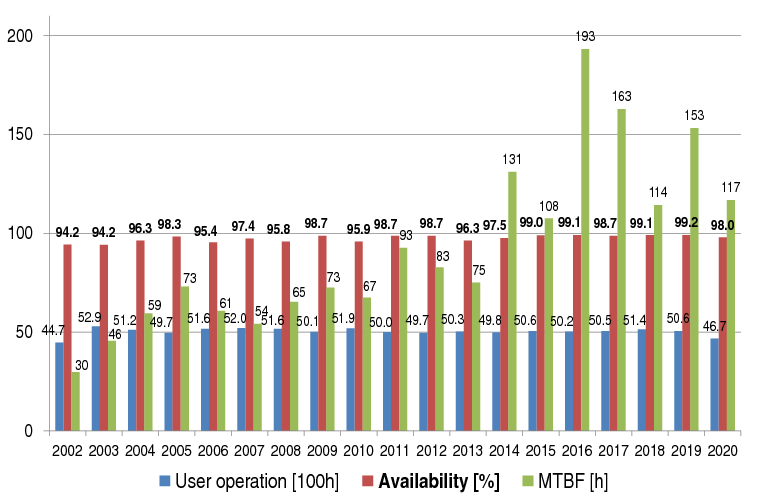 200
150
100
50
0
193
163
153
131
117
114
108
94.2 94.2 96.3 98.3 95.4 97.4 95.8 98.7 95.9 98.7 98.7 96.3 97.5 99.0 99.1 98.7 99.1 99.2 98.0
30 46 59 73 61 54 65 73 67 93 83 75
44.7 52.9 51.2 49.7 51.6 52.0 51.6 50.1 51.9 50.0 49.7 50.3 49.8 50.6 50.2 50.5 51.4 50.6 46.7
2002 2003 2004 2005 2006 2007 2008 2009 2010 2011 2012 2013 2014 2015 2016 2017 2018 2019 2020
User operation [100h] Availability [%] MTBF [h]